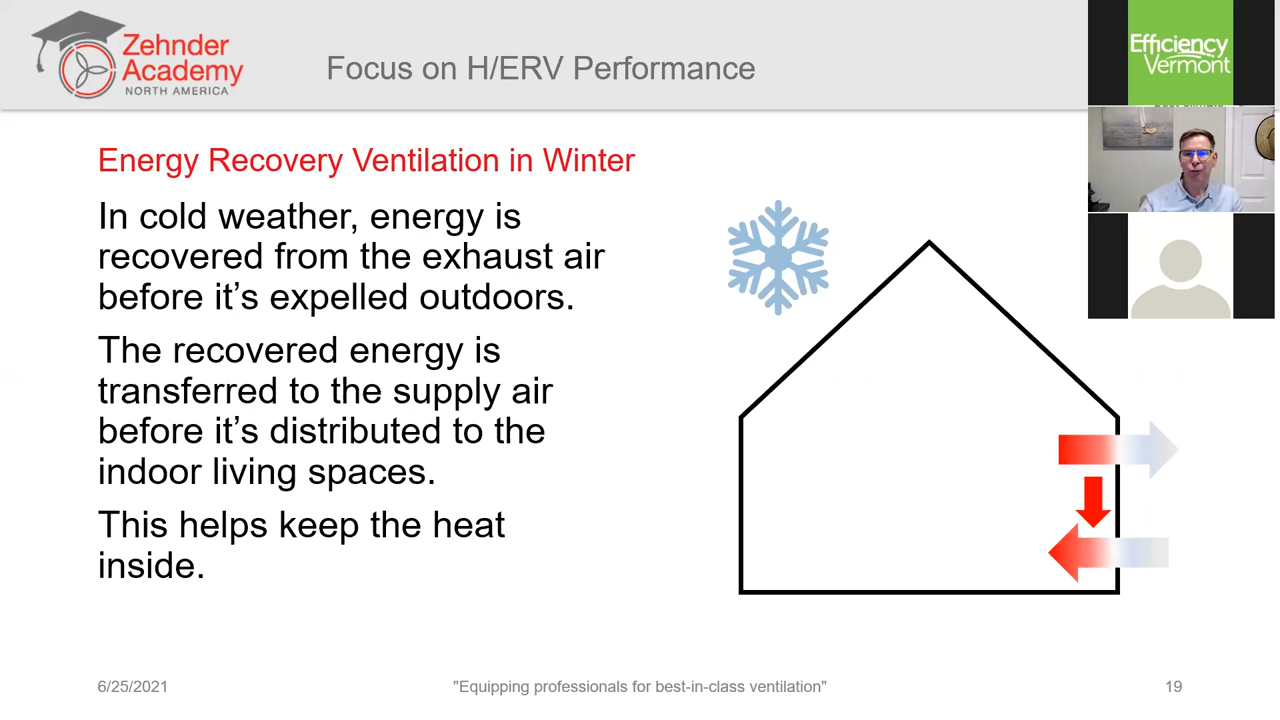 Zehnder
Academy
NORTH AMERICA
Focus on H/ERV Performance
Efficiency
Vermont
Energy Recovery Ventilation in Winter
In cold weather, energy is
recovered from the exhaust air
before it’s expelled outdoors.
The recovered energy is
transferred to the supply air
before it’s distributed to the
indoor living spaces.
This helps keep the heat
inside.
6/25/2021
"Equipping professionals for best-in-class ventilation"
19